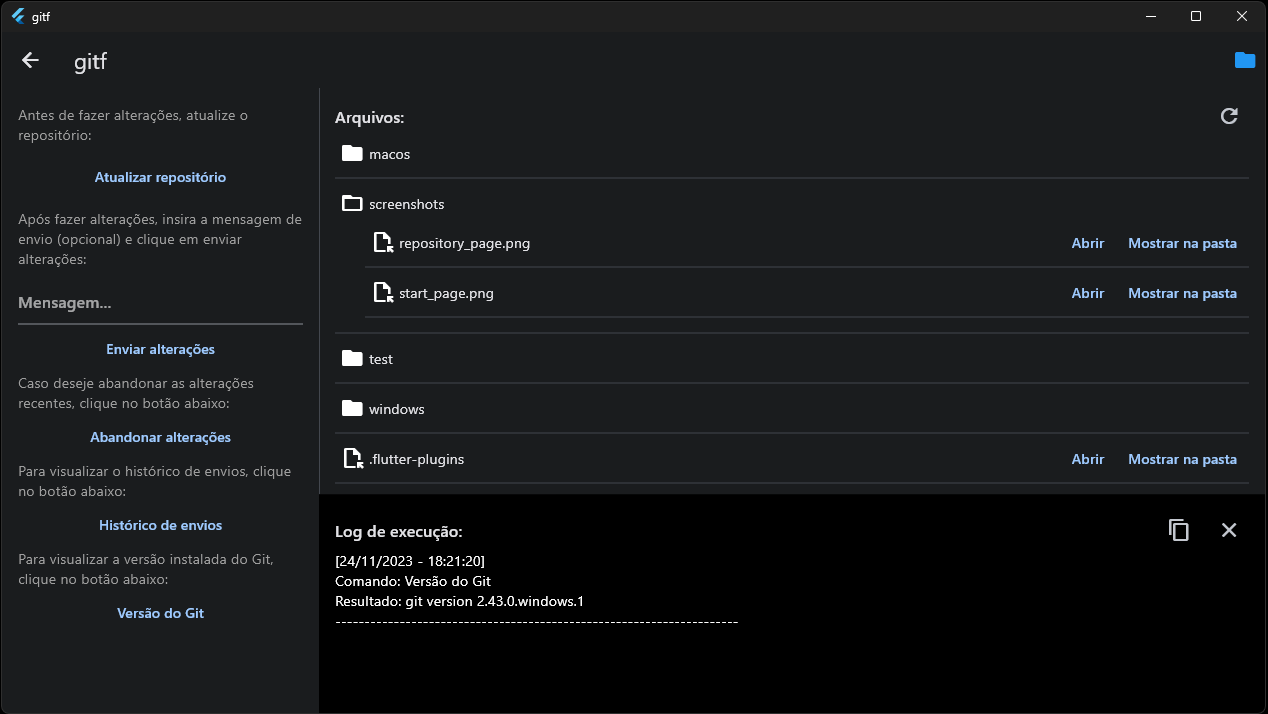 gitf
gitf
Antes de fazer alterações, atualize o
repositório:
Atualizar repositório
Após fazer alterações, insira a mensagem de
envio (opcional) e clique em enviar
alterações:
Mensagem...
Enviar alterações
Caso deseje abandonar as alterações
recentes, clique no botão abaixo:
Abandonar alterações
Para visualizar o histórico de envios, clique
no botão abaixo:
Histórico de envios
Para visualizar a versão instalada do Git,
clique no botão abaixo:
Versão do Git
Arquivos:
macos
screenshots
repository_page.png Abrir Mostrar na pasta
start_page.png Abrir Mostrar na pasta
test
windows
.flutter-plugins Abrir Mostrar na pasta
Log de execução:
[24/11/2023 - 18:21:20]
Comando: Versão do Git
Resultado: git version 2.43.0.windows.1
---------------------------------------------------------------------